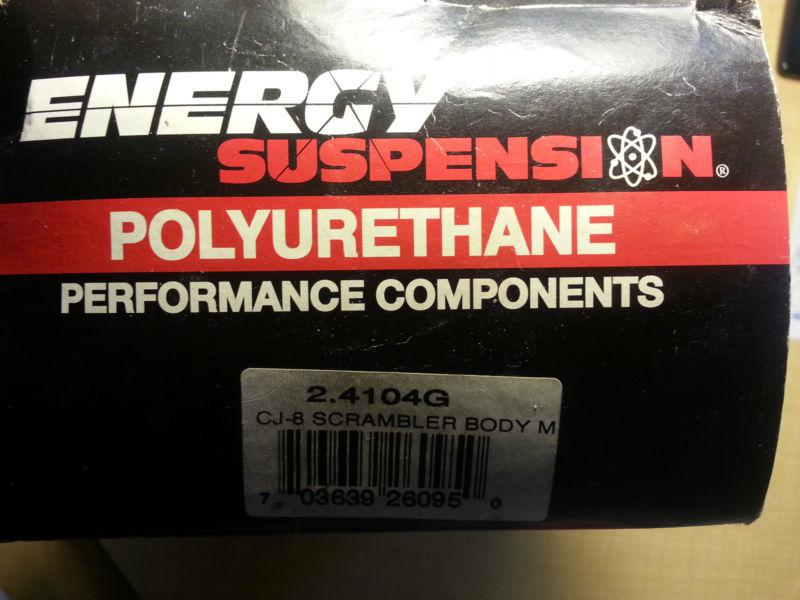 ENERGY
SUSPENSION®
POLYURETHANE
PERFORMANCE COMPONENTS
2.4104G
CJ-8 SCRAMBLER BODY M
7 03639 26095 0